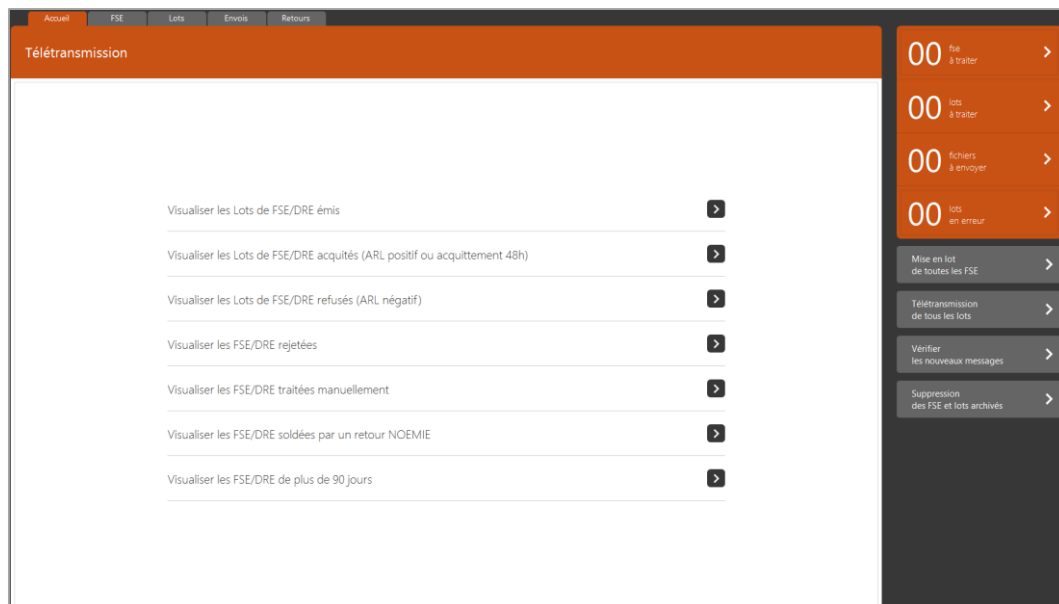 Accueil
FSE
Lots
Envois
Retours
Télétransmission
Visualiser les Lots de FSE/DRE émis
Visualiser les Lots de FSE/DRE acquités (ARL positif ou acquittement 48h)
Visualiser les Lots de FSE/DRE refusés (ARL négatif)
Visualiser les FSE/DRE rejetées
Visualiser les FSE/DRE traitées manuellement
Visualiser les FSE/DRE soldées par un retour NOEMIE
Visualiser les FSE/DRE de plus de 90 jours
00 fse
à traiter
00 lots
à traiter
00 fichiers
à envoyer
00 lots
en erreur
Mise en lot
de toutes les FSE
Télétransmission
de tous les lots
Vérifier
les nouveaux messages
Suppression
des FSE et lots archivés